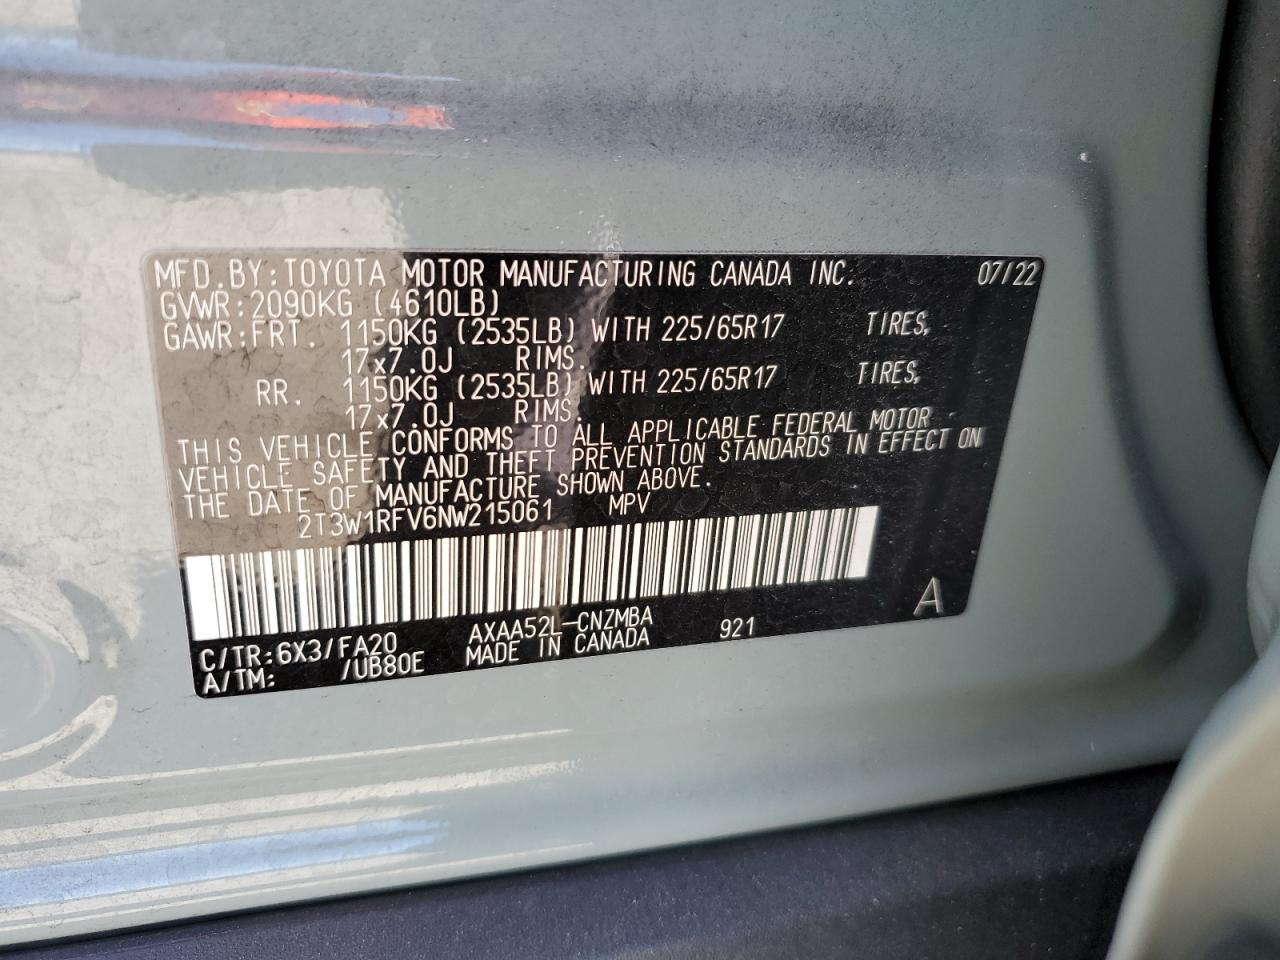 MFD.BY:TOYOTA MOTOR MANUFACTURING CANADA INC. 07/22
GVWR:2090KG (4610LB)
GAWR:FRT. 1150KG (2535LB) WITH 225/65R17 TIRES,
17x7.0J RIMS.
RR. 1150KG (2535LB) WITH 225/65R17 TIRES,
17x7.0J RIMS.
THIS VEHICLE CONFORMS TO ALL APPLICABLE FEDERAL MOTOR
VEHICLE SAFETY AND THEFT PREVENTION STANDARDS IN EFFECT ON
THE DATE OF MANUFACTURE SHOWN ABOVE.
2T3W1RFV6NW215061 MPV
A
C/TR:6X3/FA20 AXAA52L-CNZMBA 921
A/TM: /UB80E MADE IN CANADA